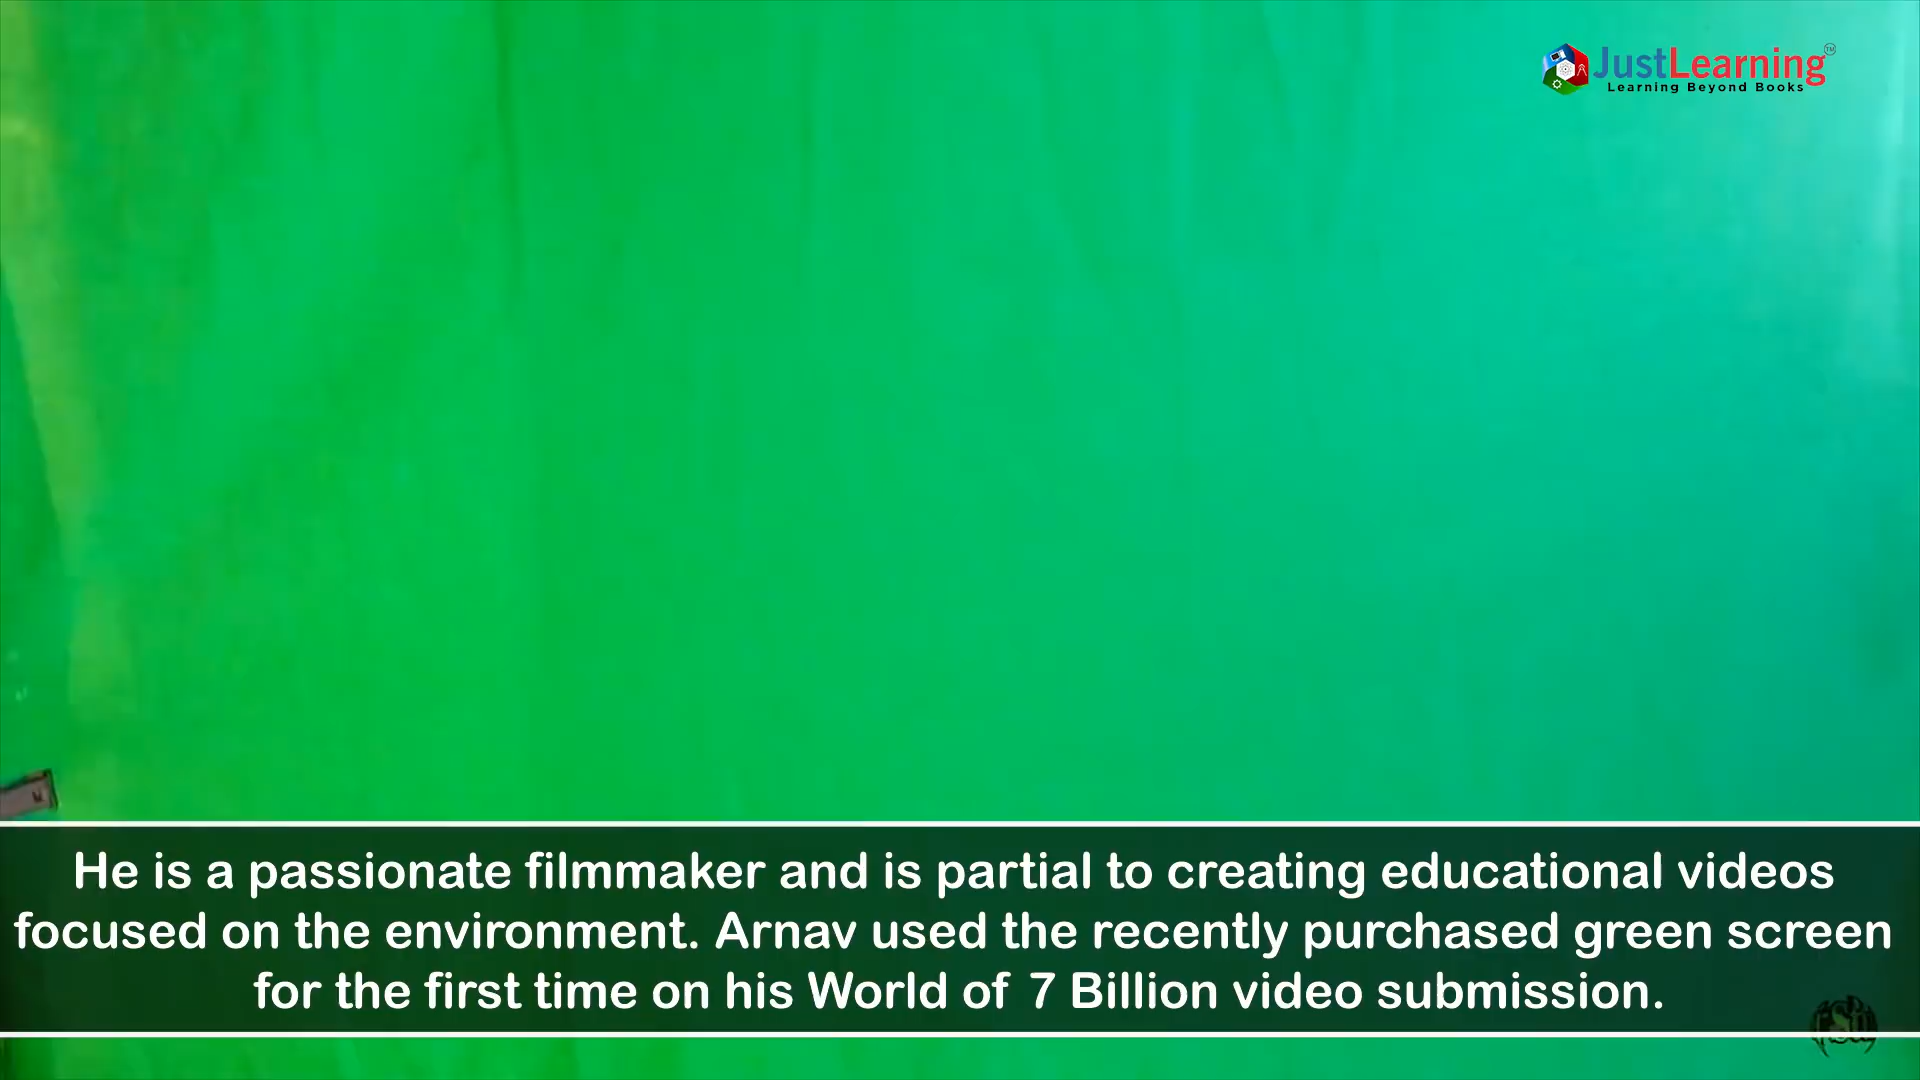 JustLearning™
Learning Beyond Books
He is a passionate filmmaker and is partial to creating educational videos
focused on the environment. Arnav used the recently purchased green screen
for the first time on his World of 7 Billion video submission.